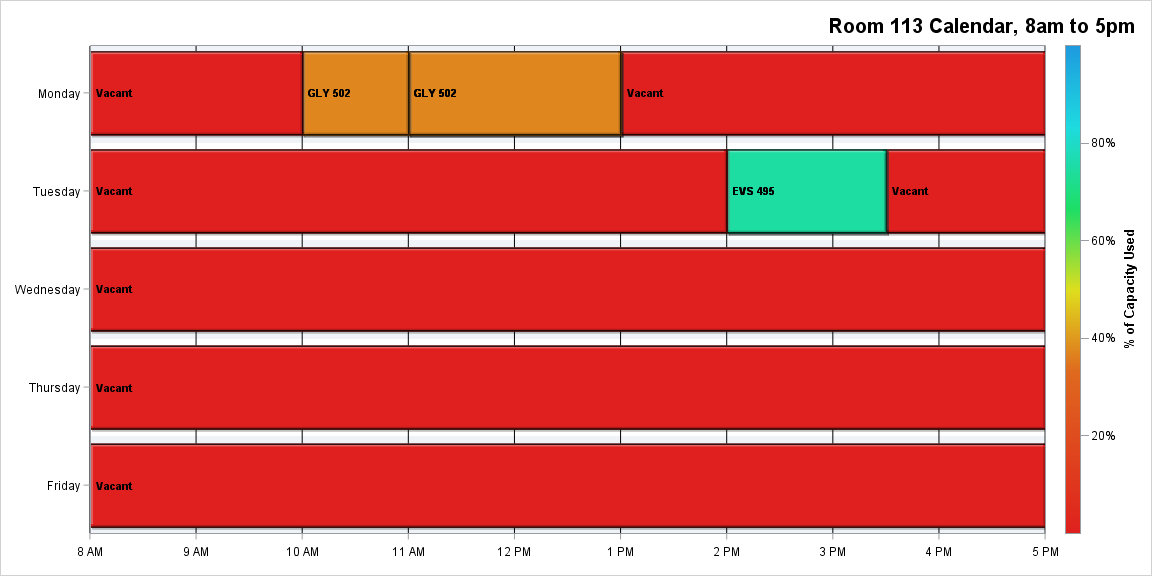 Room 113 Calendar, 8am to 5pm
Monday
Vacant
GLY 502
GLY 502
Vacant
Tuesday
Vacant
EVS 495
Vacant
Wednesday
Vacant
Thursday
Vacant
Friday
Vacant
8 AM
9 AM
10 AM
11 AM
12 PM
1 PM
2 PM
3 PM
4 PM
5 PM
80%
60%
40%
20%
% of Capacity Used